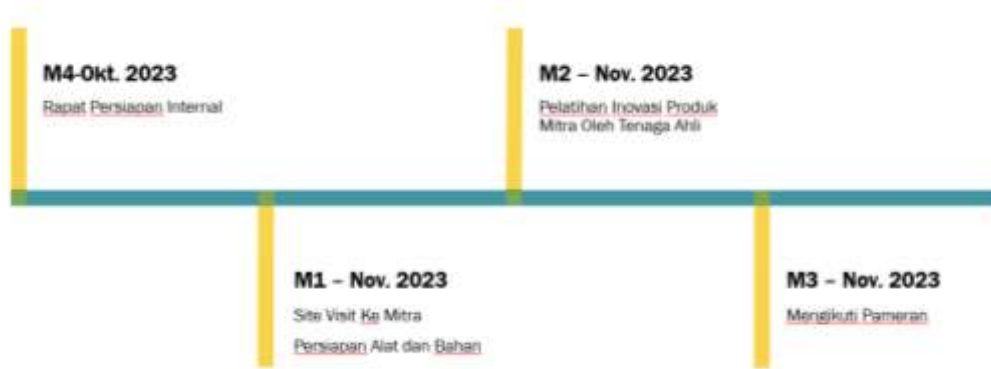 M4-Okt. 2023
Rapat Persiapan Internal
M2 – Nov. 2023
Pelatihan Inovasi Produk
Mitra Oleh Tenaga Ahli
M1 – Nov. 2023
Site Visit Ke Mitra
Persiapan Alat dan Bahan
M3 – Nov. 2023
Mengikuti Pameran